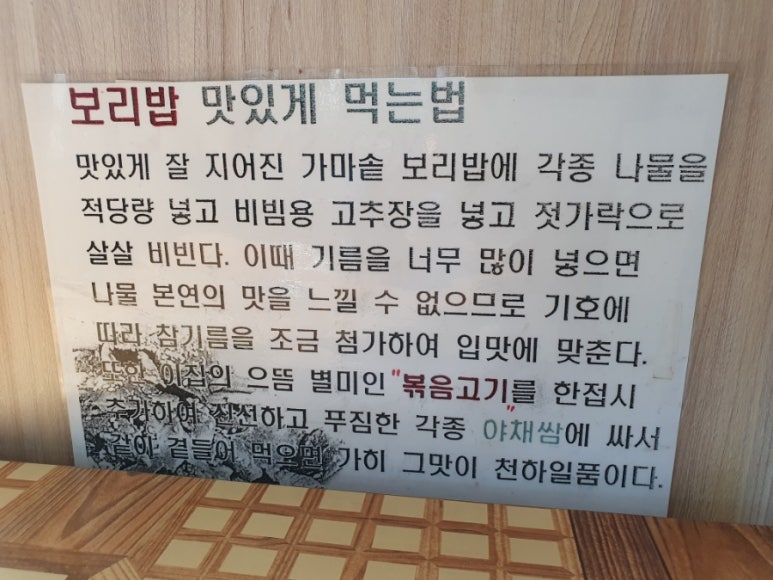 보리밥 맛있게 먹는법
맛있게 잘 지어진 가마솥 보리밥에 각종 나물을
적당량 넣고 비빔용 고추장을 넣고 젓가락으로
살살 비빈다. 이때 기름을 너무 많이 넣으면
나물 본연의 맛을 느낄 수 없으므로 기호에
따라 참기름을 조금 첨가하여 입맛에 맞춘다.
또한 이집의 으뜸 별미인 "볶음고기"를 한접시
추가하여 신선하고 푸짐한 각종 야채쌈에 싸서
같이 곁들어 먹으면 가히 그맛이 천하일품이다.